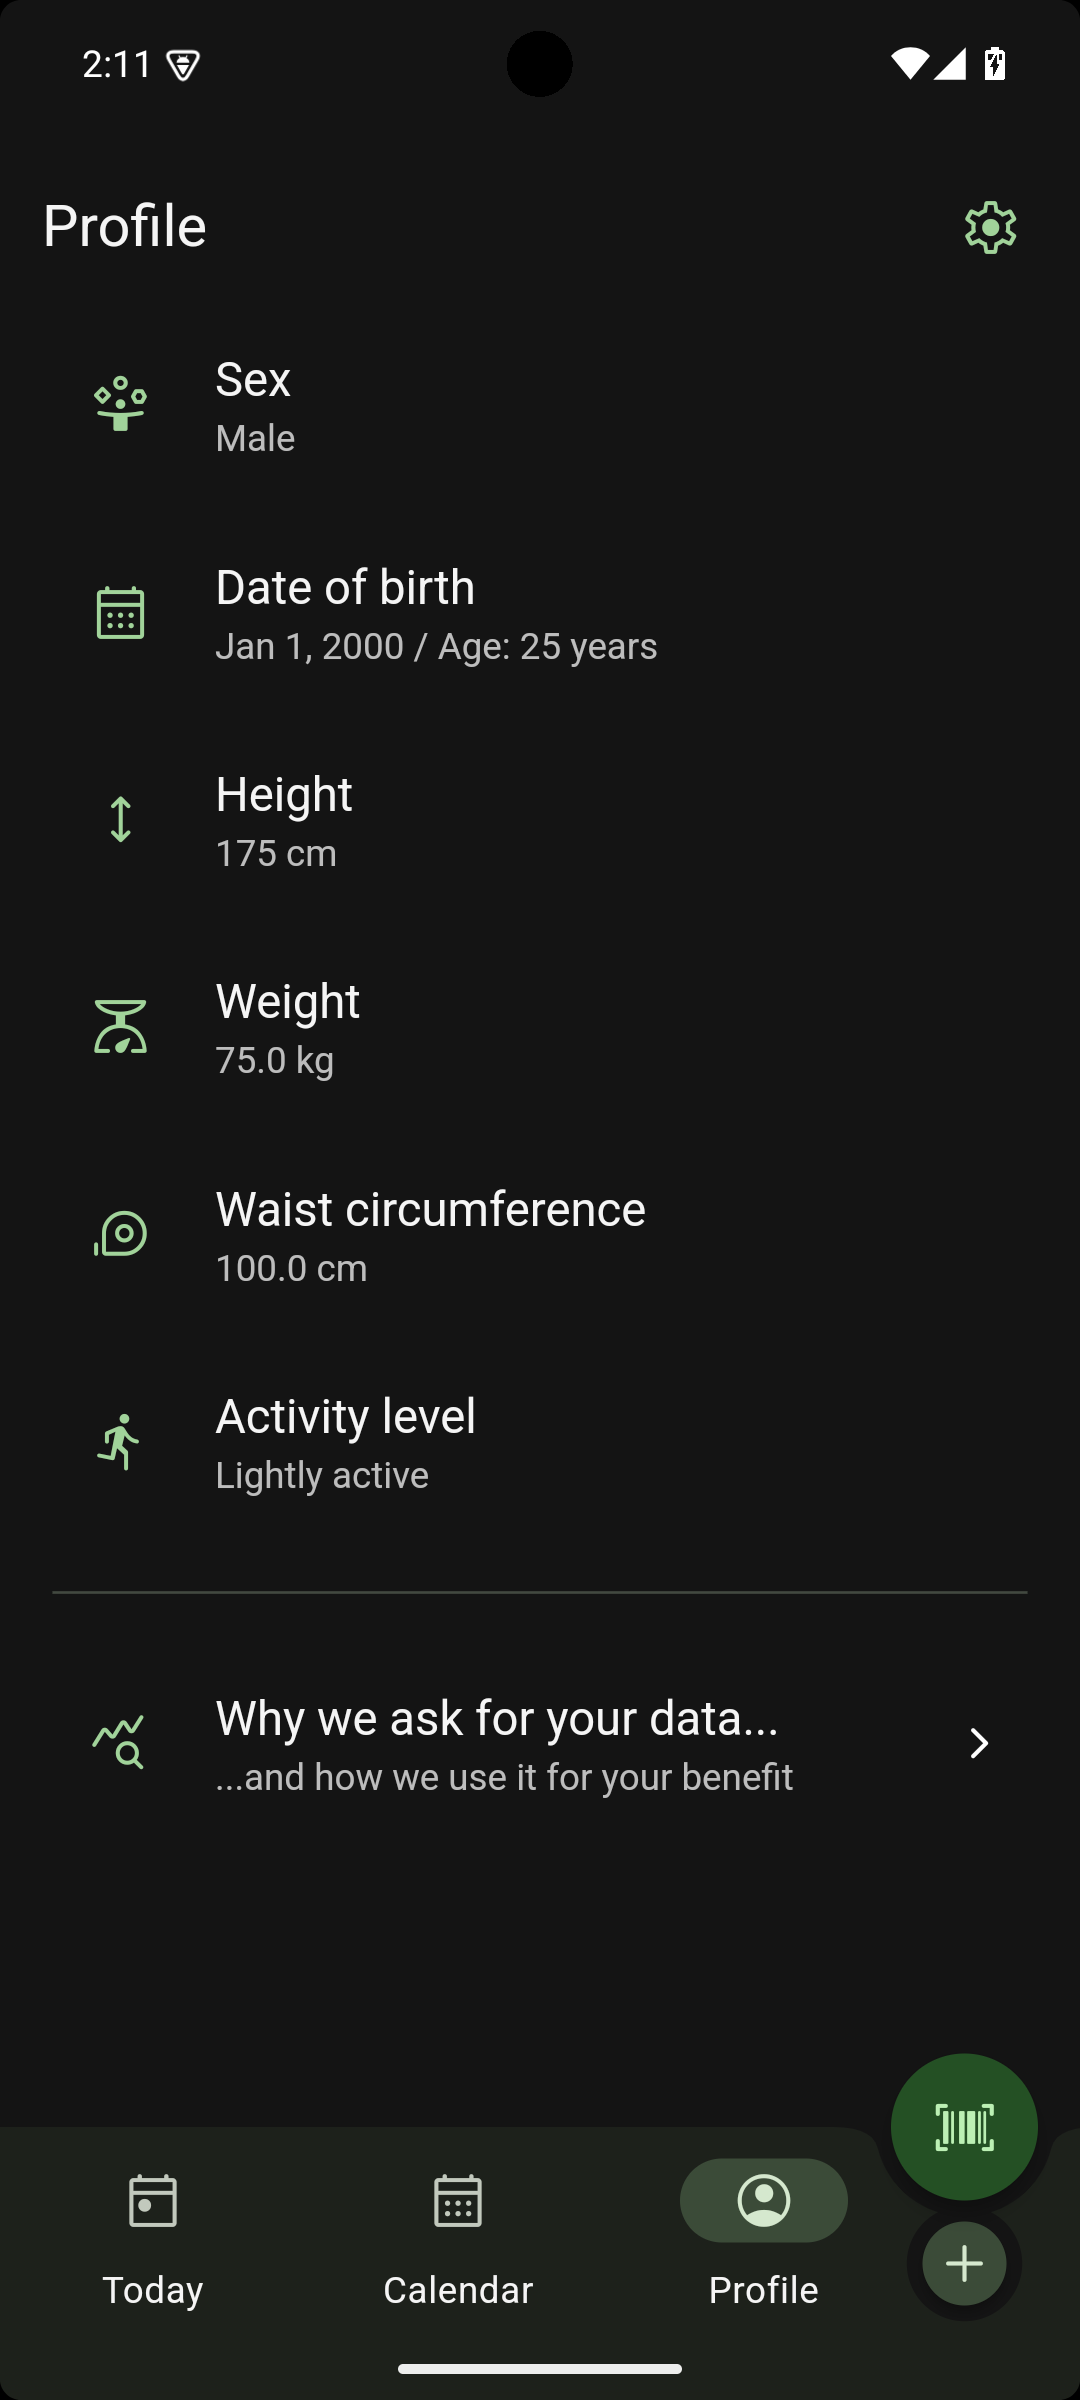 2:11
Profile
Sex
Male
Date of birth
Jan 1, 2000 / Age: 25 years
Height
175 cm
Weight
75.0 kg
Waist circumference
100.0 cm
Activity level
Lightly active
Why we ask for your data...
...and how we use it for your benefit
Today
Calendar
Profile